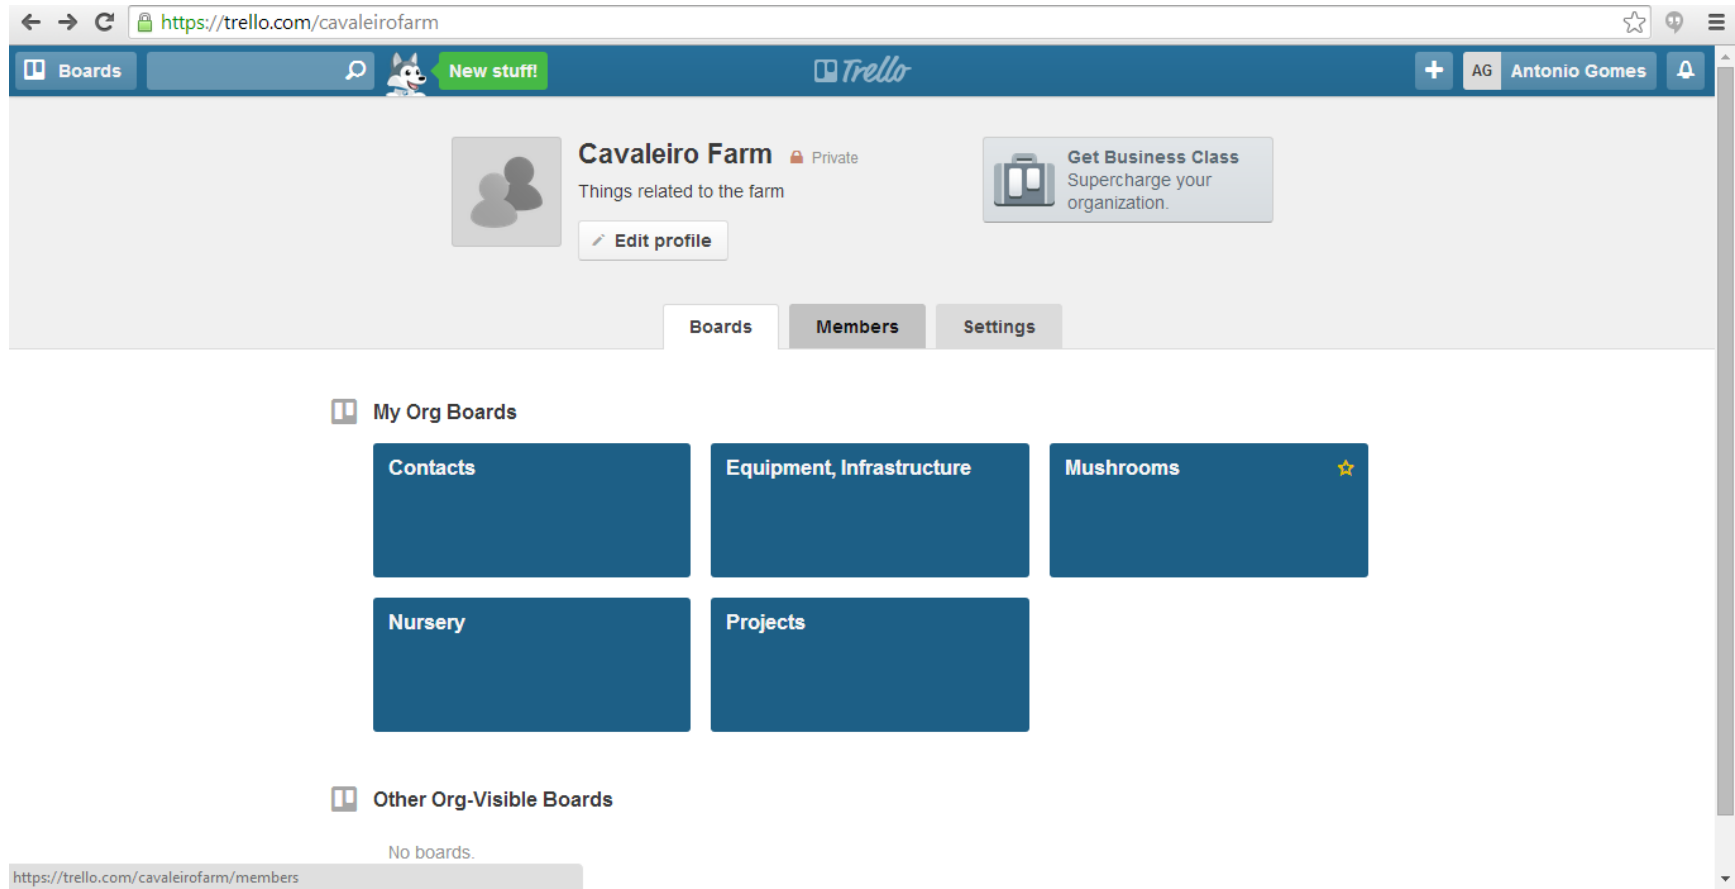 https://trello.com/cavaleirofarm
Boards
New stuff!
Trello
AG Antonio Gomes
Cavaleiro Farm Private
Things related to the farm
Edit profile
Get Business Class
Supercharge your
organization.
Boards Members Settings
My Org Boards
Contacts
Equipment, Infrastructure
Mushrooms
Nursery
Projects
Other Org-Visible Boards
No boards.
https://trello.com/cavaleirofarm/members